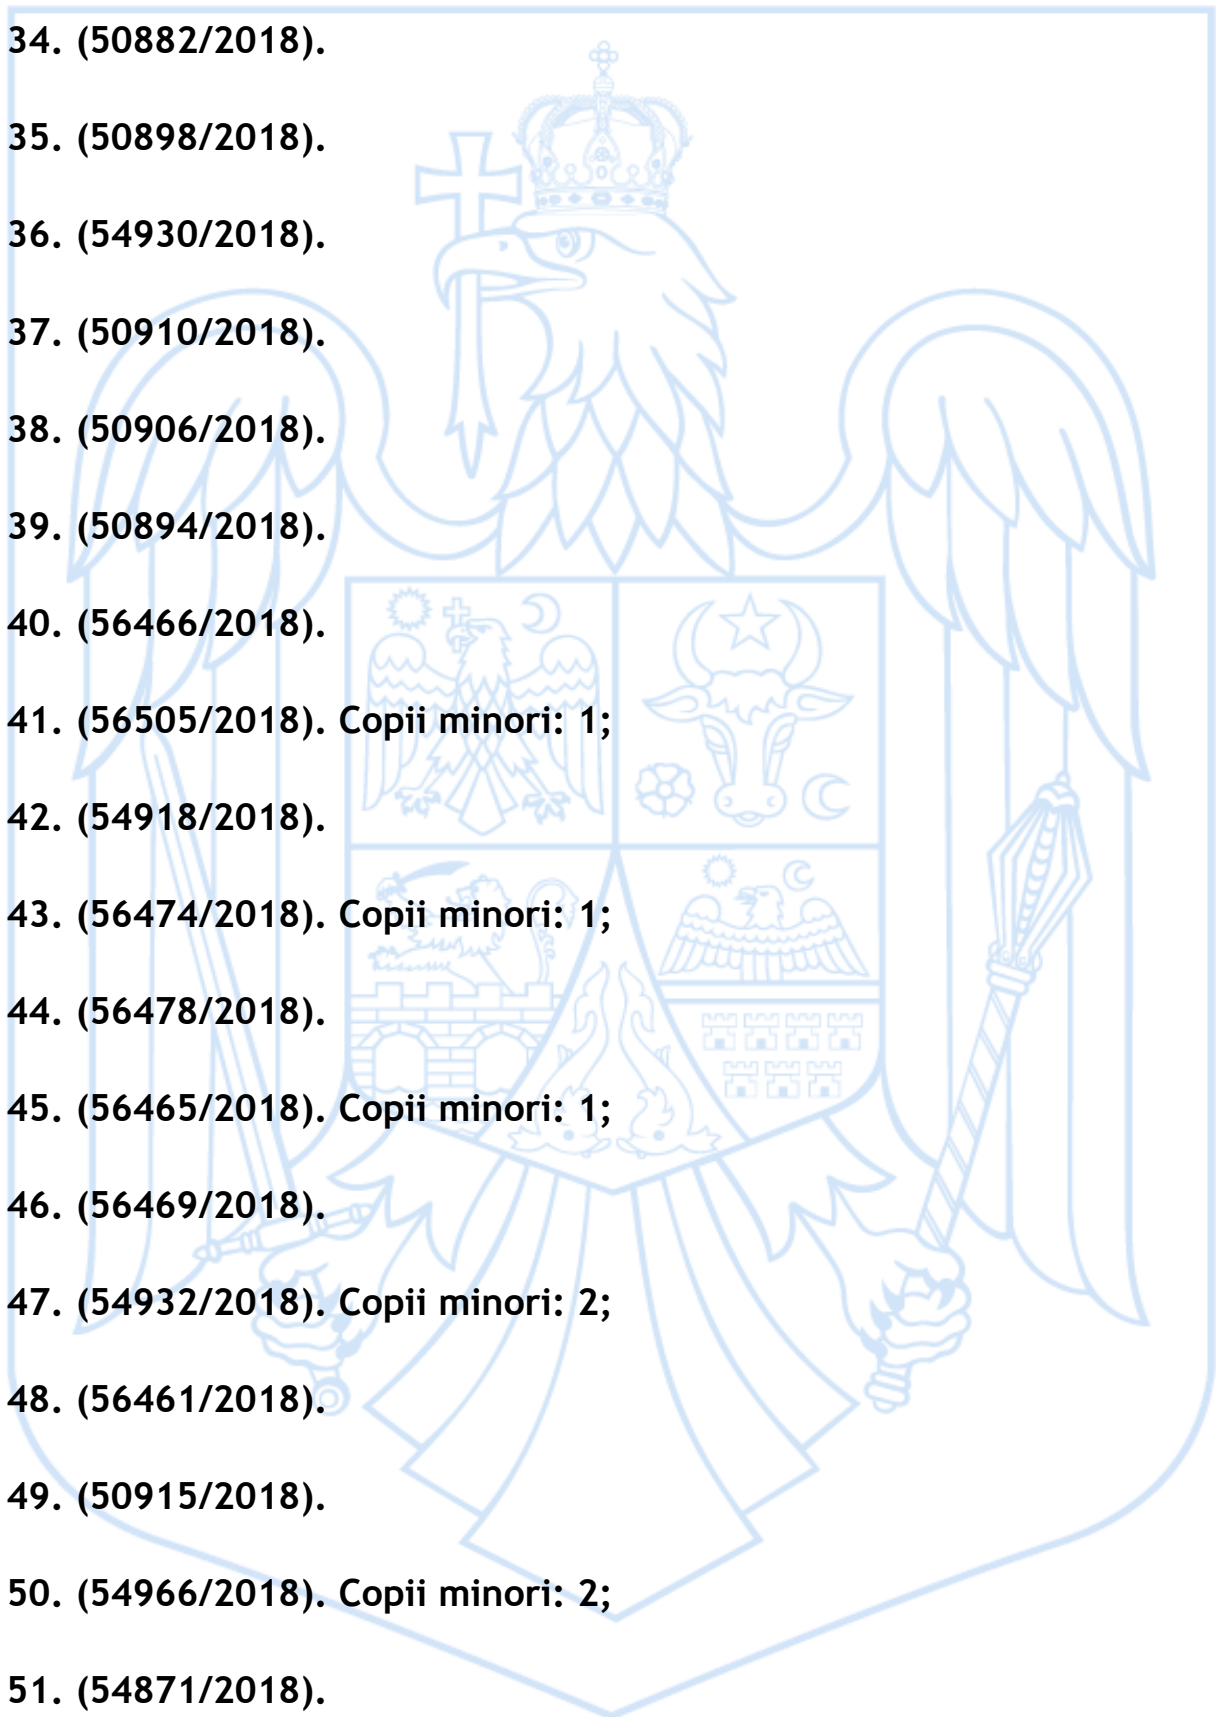 34. (50882/2018).
35. (50898/2018).
36. (54930/2018).
37. (50910/2018).
38. (50906/2018).
39. (50894/2018).
40. (56466/2018).
41. (56505/2018). Copii minori: 1;
42. (54918/2018).
43. (56474/2018). Copii minori: 1;
44. (56478/2018).
45. (56465/2018). Copii minori: 1;
46. (56469/2018).
47. (54932/2018). Copii minori: 2;
48. (56461/2018).
49. (50915/2018).
50. (54966/2018). Copii minori: 2;
51. (54871/2018).